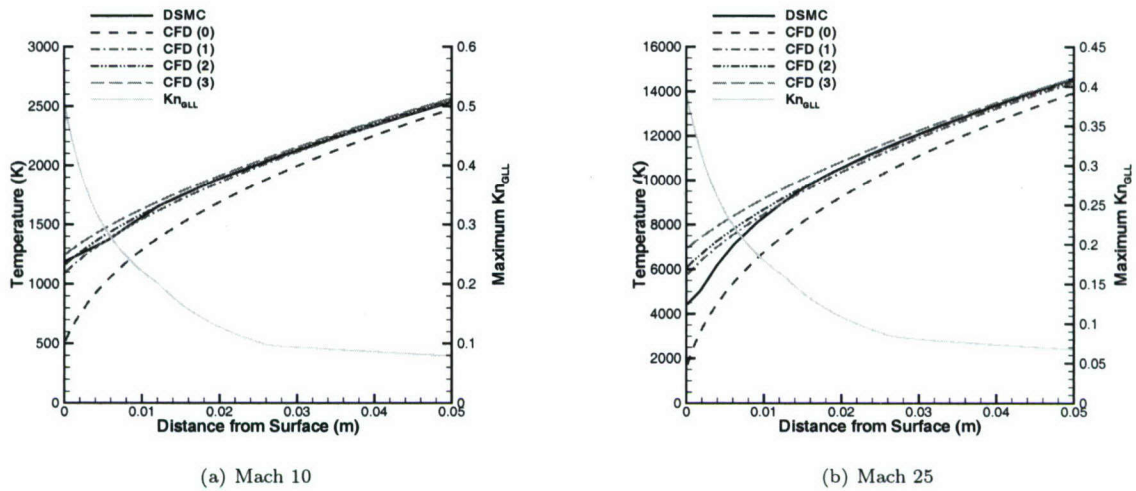 DSMC
CFD (0)
CFD (1)
CFD (2)
CFD (3)
Kn GLL
3000
2500
2000
1500
1000
500
0
Temperature (K)
0.6
0.5
0.4
0.3
0.2
0.1
0
Maximum Kn GLL
0
0.01
0.02
0.03
0.04
0.05
Distance from Surface (m)
(a) Mach 10
DSMC
CFD (0)
CFD (1)
CFD (2)
CFD (3)
Kn GLL
16000
14000
12000
10000
8000
6000
4000
2000
0
Temperature (K)
0.45
0.4
0.35
0.3
0.25
0.2
0.15
0.1
0.05
0
Maximum Kn GLL
0
0.01
0.02
0.03
0.04
0.05
Distance from Surface (m)
(b) Mach 25